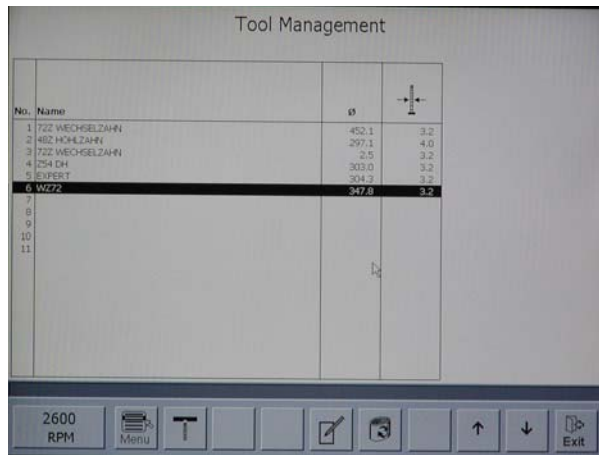 Tool Management
No. Name ø
1 72Z WECHSELZAHN 452.1 3.2
2 48Z HOHLZAHN 297.1 4.0
3 72Z WECHSELZAHN 2.5 3.2
4 Z54 DH 303.0 3.2
5 EXPERT 304.3 3.2
6 WZ72 347.8 3.2
7
8
9
10
11
2600
RPM
Menu
Exit